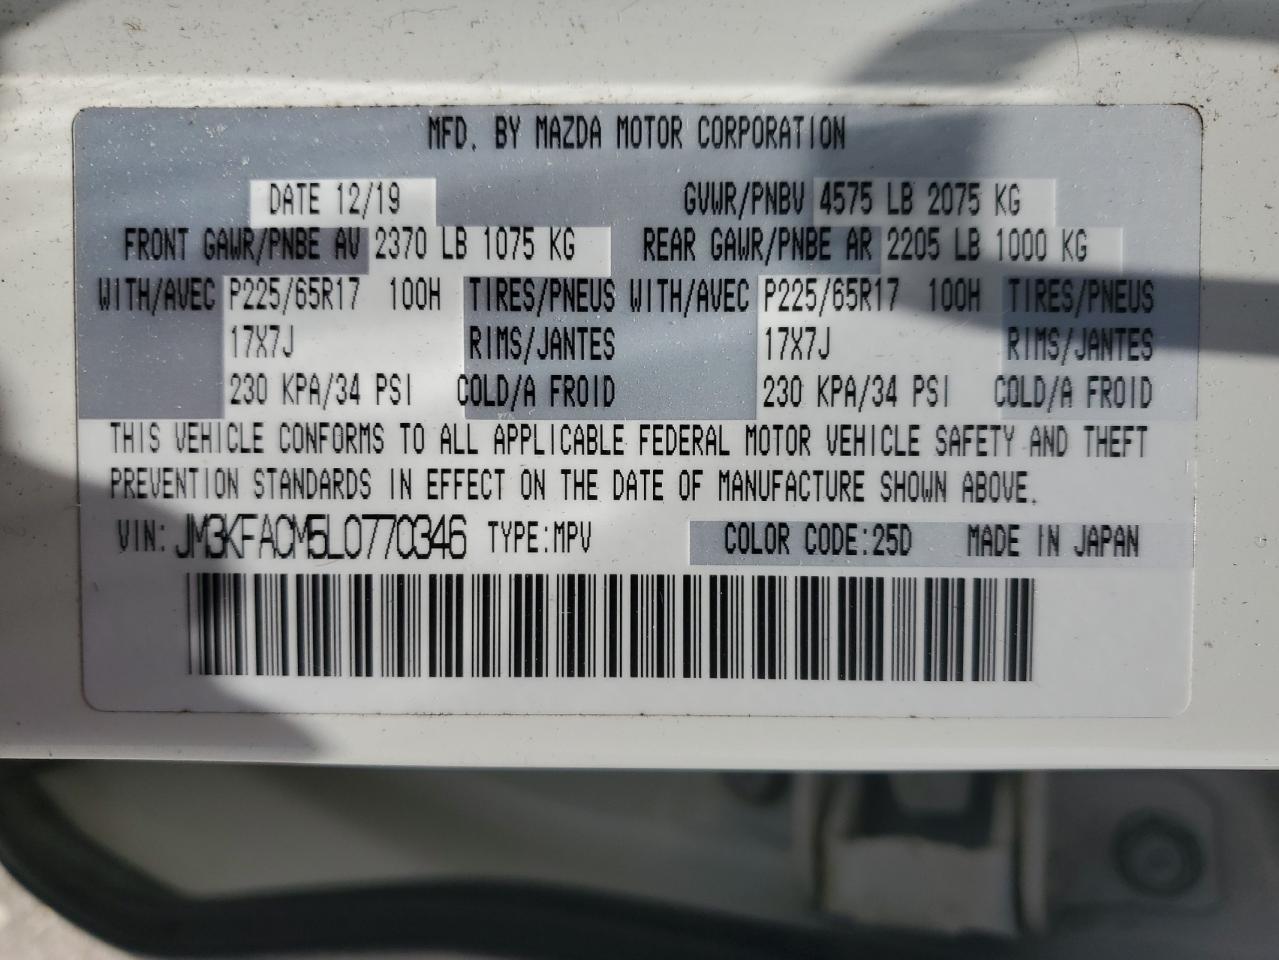 MFD. BY MAZDA MOTOR CORPORATION
DATE 12/19 GVWR/PNBV 4575 LB 2075 KG
FRONT GAWR/PNBE AV 2370 LB 1075 KG REAR GAWR/PNBE AR 2205 LB 1000 KG
WITH/AVEC P225/65R17 100H TIRES/PNEUS WITH/AVEC P225/65R17 100H TIRES/PNEUS
17X7J RIMS/JANTES 17X7J RIMS/JANTES
230 KPA/34 PSI COLD/A FROID 230 KPA/34 PSI COLD/A FROID
THIS VEHICLE CONFORMS TO ALL APPLICABLE FEDERAL MOTOR VEHICLE SAFETY AND THEFT
PREVENTION STANDARDS IN EFFECT ON THE DATE OF MANUFACTURE SHOWN ABOVE.
VIN: JM3KFACM5L0770346 TYPE:MPV COLOR CODE:25D MADE IN JAPAN